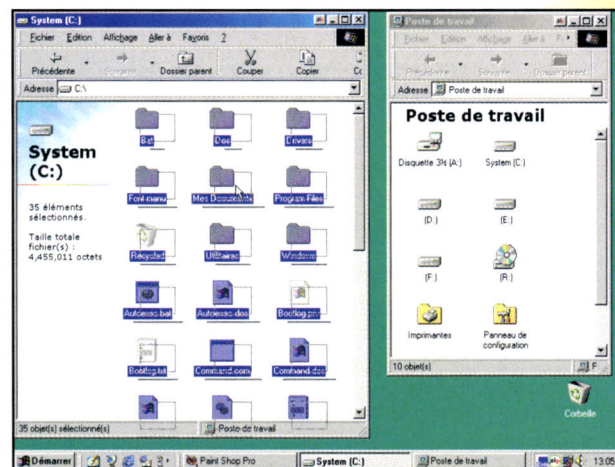 System (C:)
Fichier Edition Affichage Aller à Favoris ?
Précédente Suivante Dossier parent Couper Copier
Adresse C:\
System
(C:)
35 éléments
sélectionnés.
Taille totale
fichier(s) :
4,455,011 octets
Bat Dos Drivers
Font-menu Mes Documents Program Files
Recycled Utilitaires Windows
Autoexec.bat Autoexec.dos Bootlog.prv
Bootlog.txt Command.com Command.dos
35 objet(s) sélectionné(s) Poste de travail
Poste de travail
Fichier Edition Affichage Aller à
Précédente Suivante Dossier parent
Adresse Poste de travail
Poste de travail
Disquette 3½ (A:) System (C:)
(D:) (E:)
(F:) (R:)
Imprimantes Panneau de
configuration
10 objet(s)
Corbeille
Démarrer Paint Shop Pro System (C:) Poste de travail 13:05